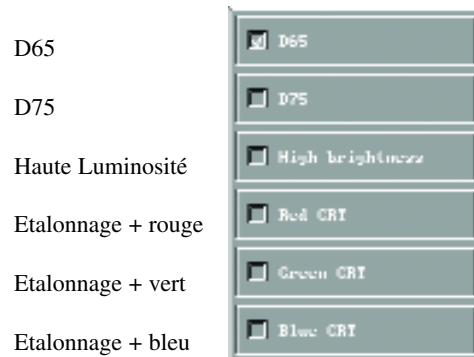 D65
D65
D75
D75
Haute Luminosité
High brightness
Etalonnage + rouge
Red CRT
Etalonnage + vert
Green CRT
Etalonnage + bleu
Blue CRT